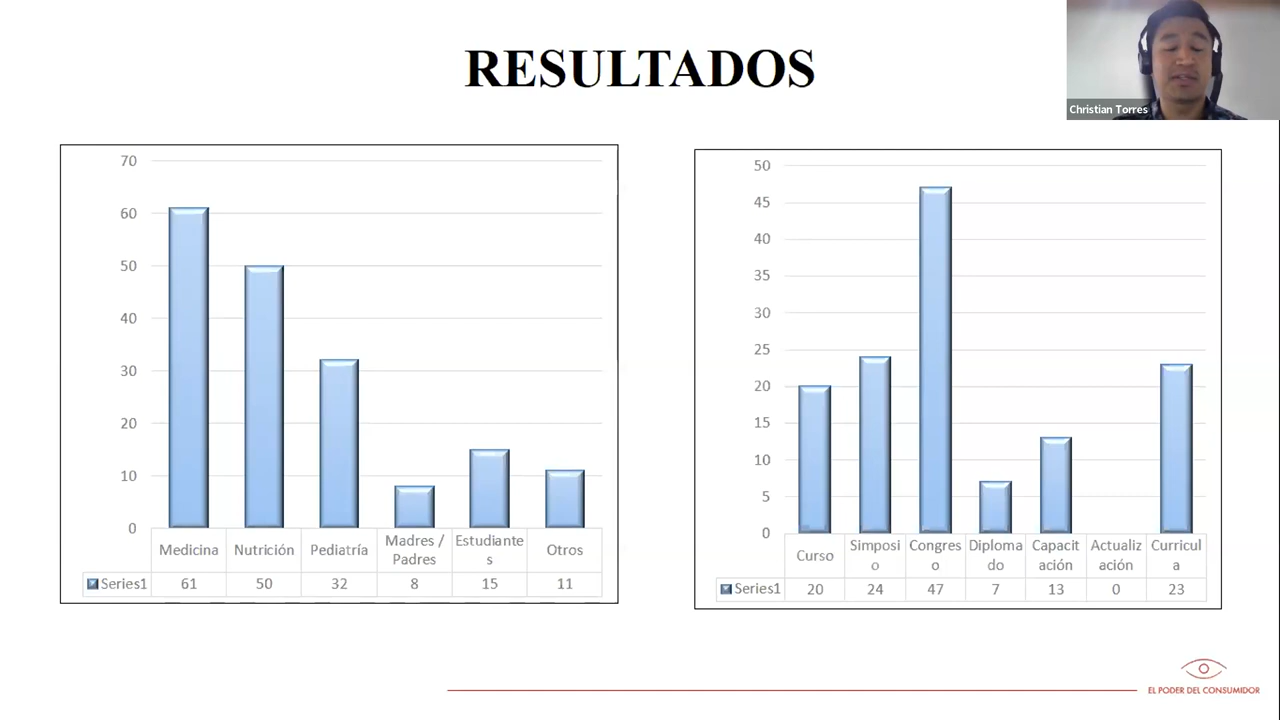 RESULTADOS
Christian Torres
70
60
50
40
30
20
10
0
Medicina Nutrición Pediatría Madres / Padres Estudiante s Otros
Series1 61 50 32 8 15 11
50
45
40
35
30
25
20
15
10
5
0
Curso Simposi o Congres o Diploma do Capacit ación Actualiz ación Curricul a
Series1 20 24 47 7 13 0 23
EL PODER DEL CONSUMIDOR